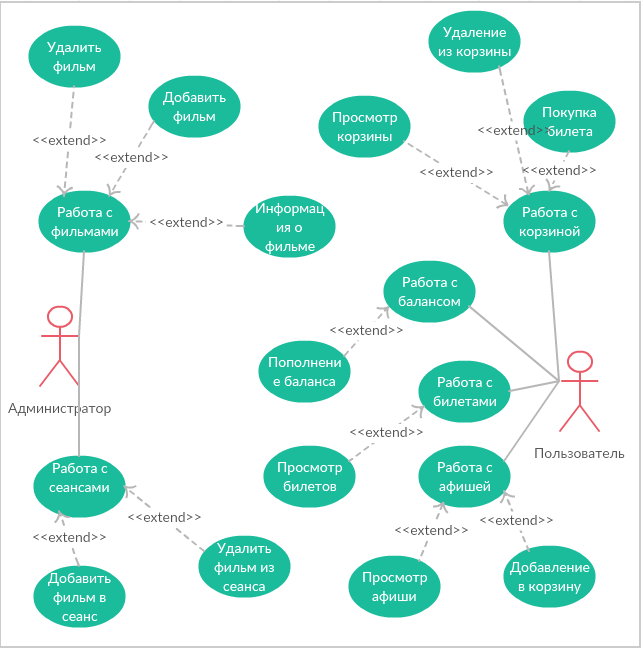 Удалить
фильм
Удаление
из корзины
Добавить
фильм
Просмотр
корзины
Покупка
билета
<<extend>>
<<extend>>
<<extend>>
<<extend>>
<<extend>>
Работа с
фильмами
<<extend>>
Информац
ия о
фильме
Работа с
корзиной
Работа с
балансом
<<extend>>
Администратор
Пополнени
е баланса
Работа с
билетами
Пользователь
<<extend>>
Работа с
сеансами
Просмотр
билетов
Работа с
афишей
<<extend>>
<<extend>>
<<extend>>
<<extend>>
Добавить
фильм в
сеанс
Удалить
фильм из
сеанса
Просмотр
афиши
Добавление
в корзину